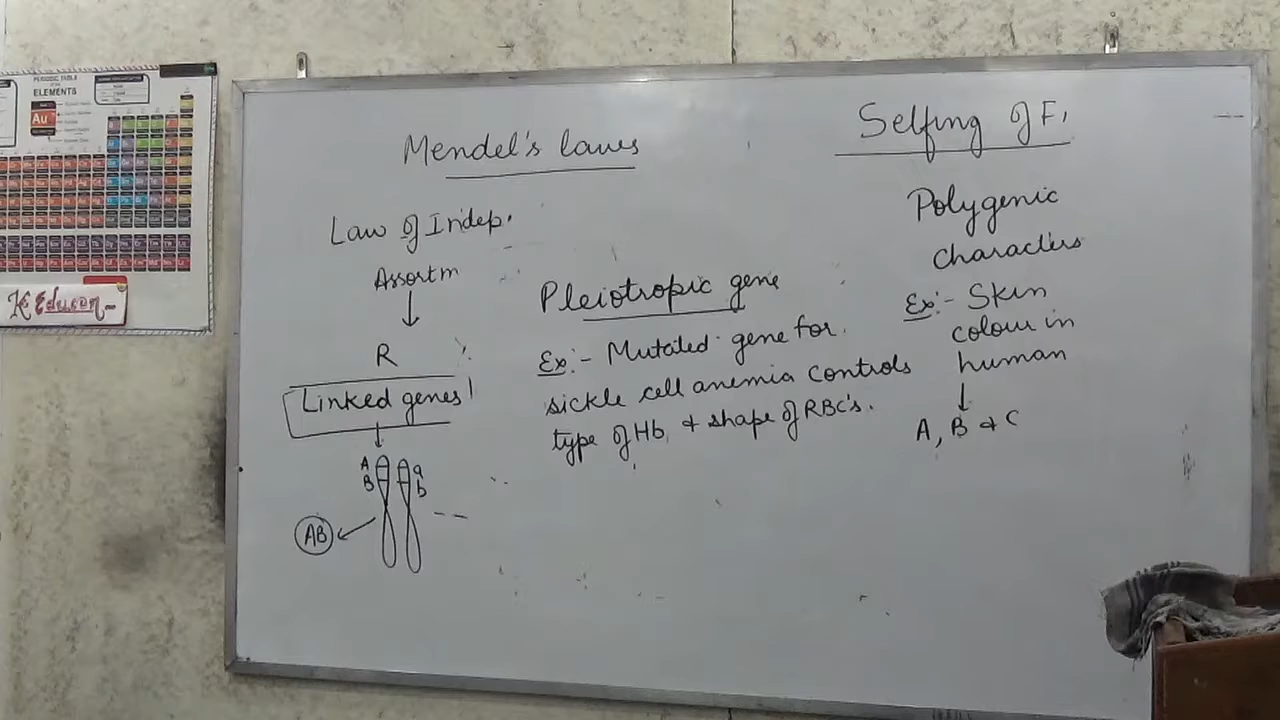 PERIODIC TABLE
ELEMENTS
Au
K Educon
Mendel's laws
Law of Indep.
Assortm
R
Linked genes
A
B
a
b
AB
Pleiotropic gene
Ex:- Mutated gene for
sickle cell anemia controls
type of Hb & shape of RBC's.
Selfing of F1
Polygenic
characters
Ex:- Skin
colour in
human
A, B & C